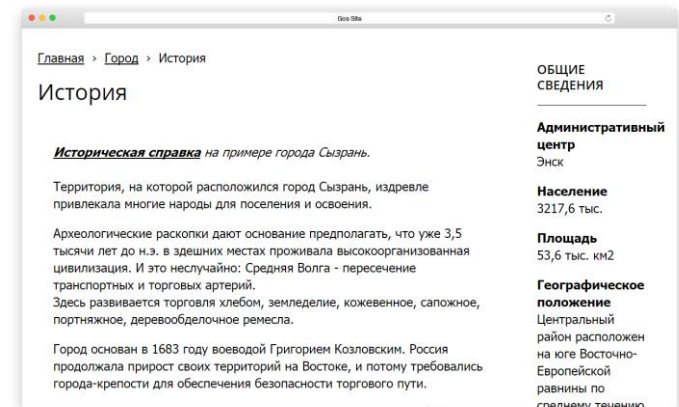 Gos Site
Главная > Город > История
История
Историческая справка на примере города Сызрань.
Территория, на которой расположился город Сызрань, издревле
привлекала многие народы для поселения и освоения.
Археологические раскопки дают основание предполагать, что уже 3,5
тысячи лет до н.э. в здешних местах проживала высокоорганизованная
цивилизация. И это неслучайно: Средняя Волга - пересечение
транспортных и торговых артерий.
Здесь развивается торговля хлебом, земледелие, кожевенное, сапожное,
портняжное, деревообделочное ремесла.
Город основан в 1683 году воеводой Григорием Козловским. Россия
продолжала прирост своих территорий на Востоке, и потому требовались
города-крепости для обеспечения безопасности торгового пути.
ОБЩИЕ
СВЕДЕНИЯ
Административный
центр
Энск
Население
3217,6 тыс.
Площадь
53,6 тыс. км2
Географическое
положение
Центральный
район расположен
на юге Восточно-
Европейской
равнины по
среднему течению